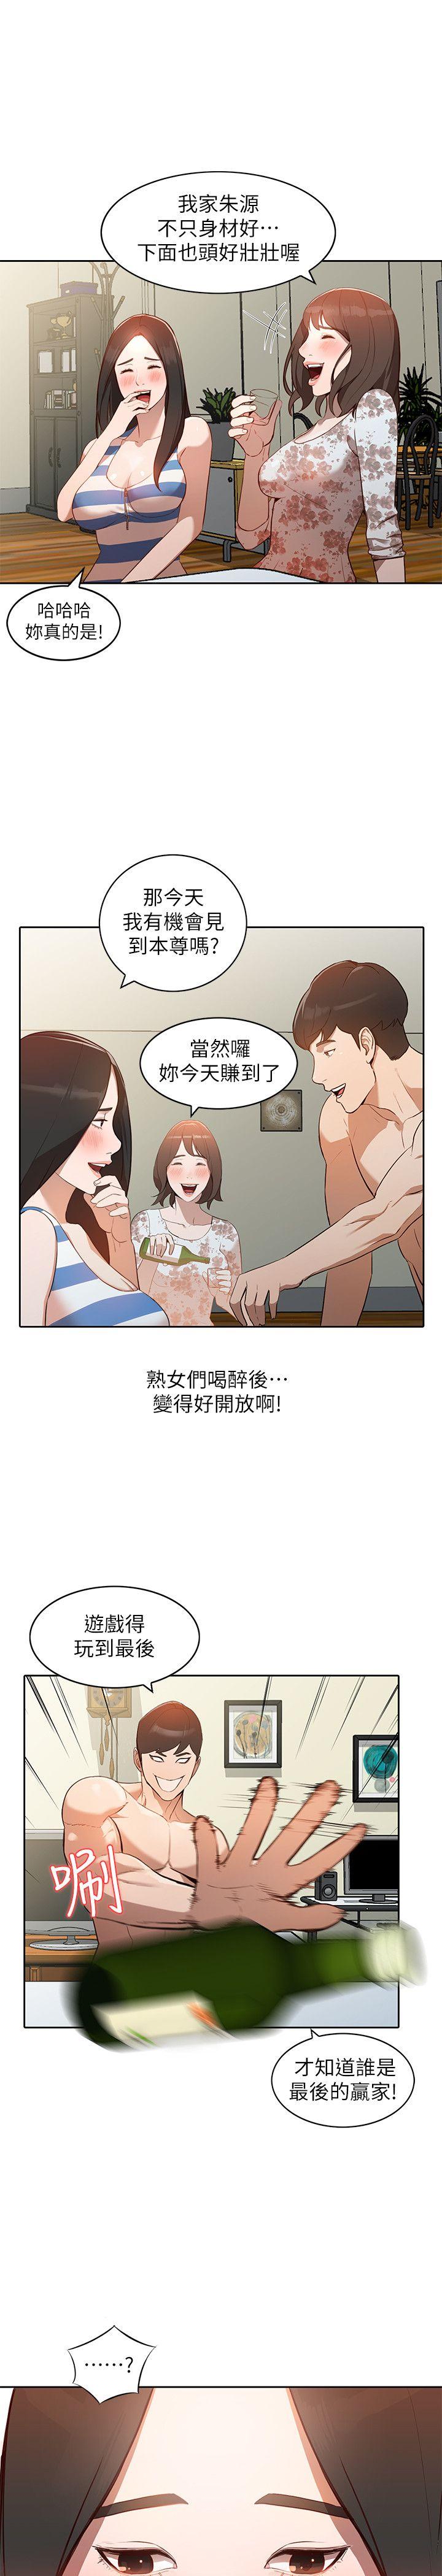 我家朱源
不只身材好⋯
下面也頭好壯壯喔
哈哈哈
妳真的是!
那今天
我有機會見
到本尊嗎?
當然囉
妳今天賺到了
熟女們喝醉後⋯
變得好開放啊!
遊戲得
玩到最後
唰
才知道誰是
最後的贏家!
⋯⋯?